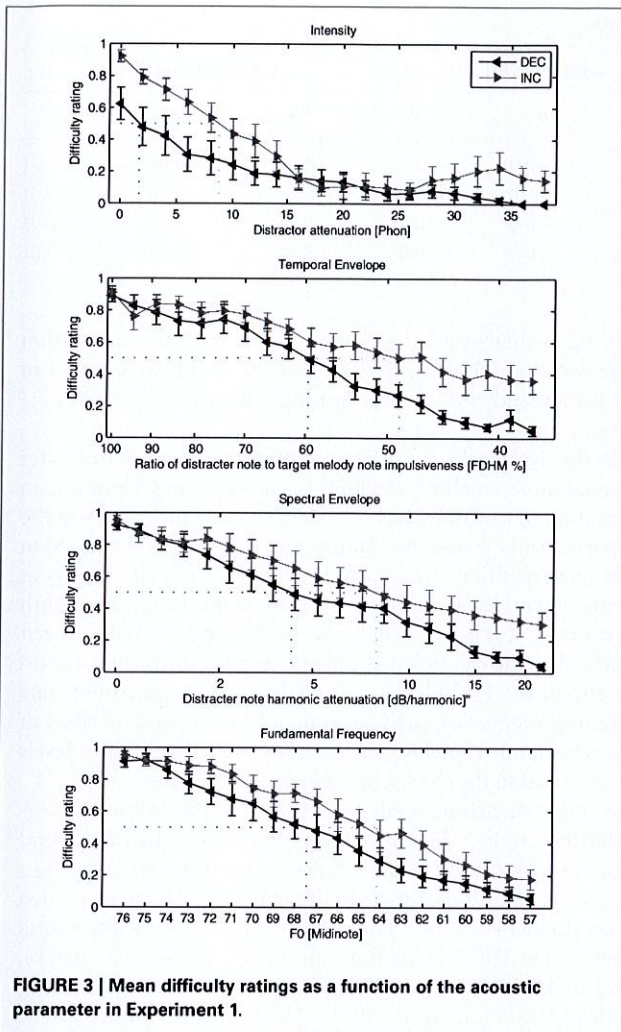 Intensity
1
0.8
0.6
0.4
0.2
0
Difficulty rating
DEC
INC
0 5 10 15 20 25 30 35
Distractor attenuation [Phon]
Temporal Envelope
1
0.8
0.6
0.4
0.2
0
Difficulty rating
100 90 80 70 60 50 40
Ratio of distracter note to target melody note impulsiveness [FDHM %]
Spectral Envelope
1
0.8
0.6
0.4
0.2
0
Difficulty rating
0 2 5 10 15 20
Distracter note harmonic attenuation [dB/harmonic]"'
Fundamental Frequency
1
0.8
0.6
0.4
0.2
0
Difficulty rating
76 75 74 73 72 71 70 69 68 67 66 65 64 63 62 61 60 59 58 57
F0 [Midinote]
FIGURE 3 | Mean difficulty ratings as a function of the acoustic
parameter in Experiment 1.